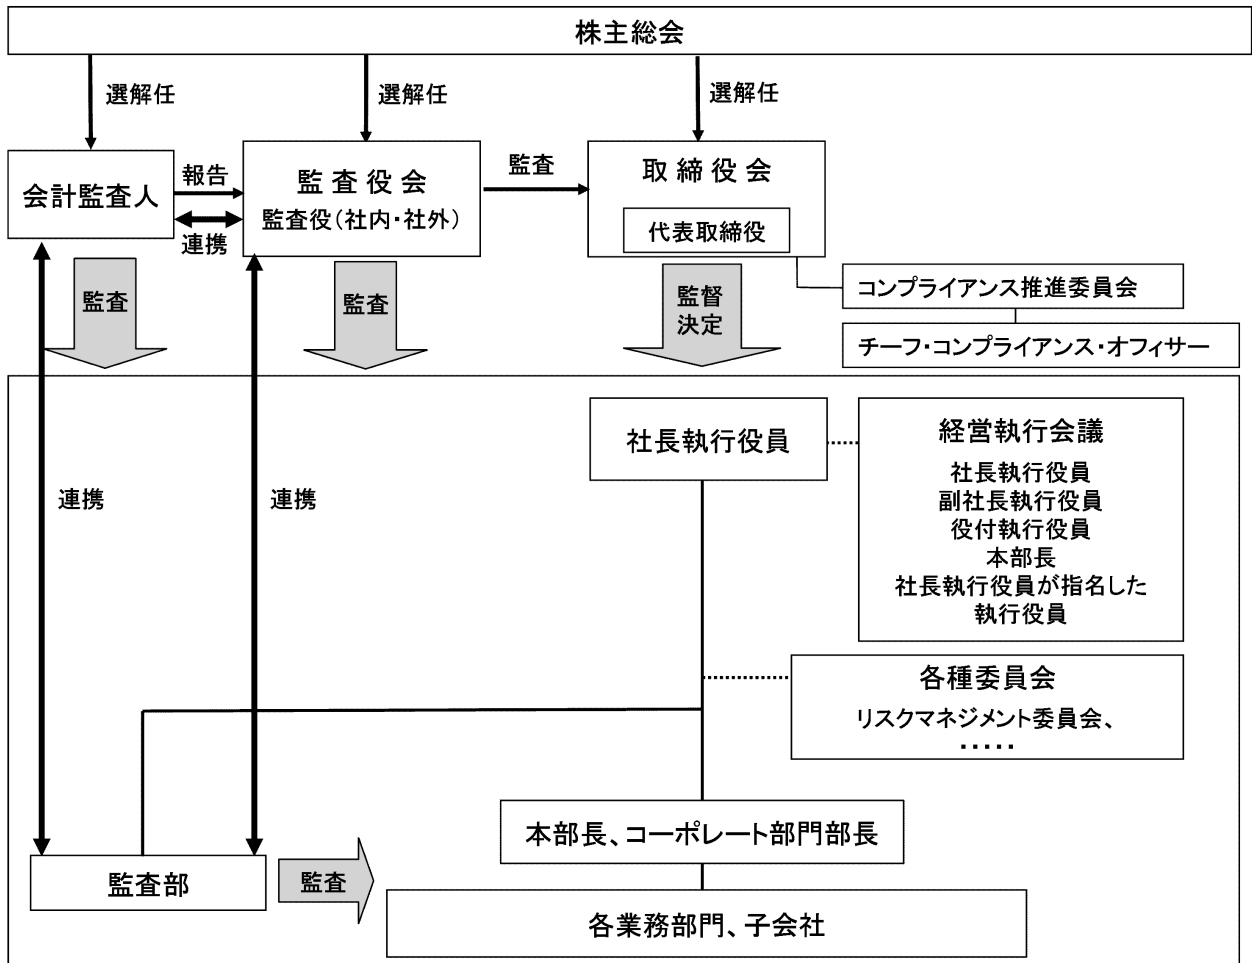 株主総会
選解任
選解任
選解任
会計監査人
報告
連携
監査役会
監査役(社内・社外)
監査
取締役会
代表取締役
監査
監査
監督
決定
コンプライアンス推進委員会
チーフ・コンプライアンス・オフィサー
社長執行役員
経営執行会議
社長執行役員
副社長執行役員
役付執行役員
本部長
社長執行役員が指名した
執行役員
連携
連携
各種委員会
リスクマネジメント委員会、
・・・・・
本部長、コーポレート部門部長
監査部
監査
各業務部門、子会社